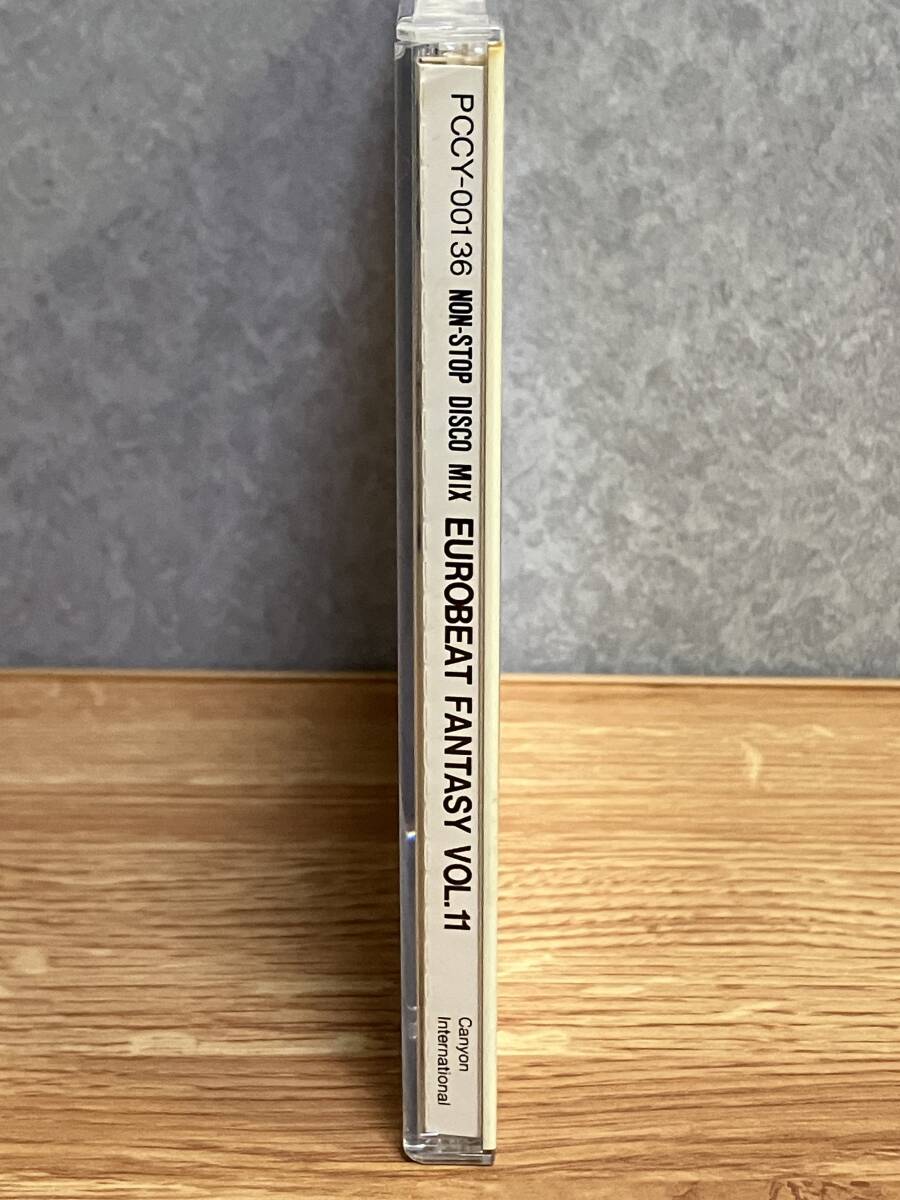 PCCY-00136 NON-STOP DISCO MIX EUROBEAT FANTASY VOL.11
Canyon
International